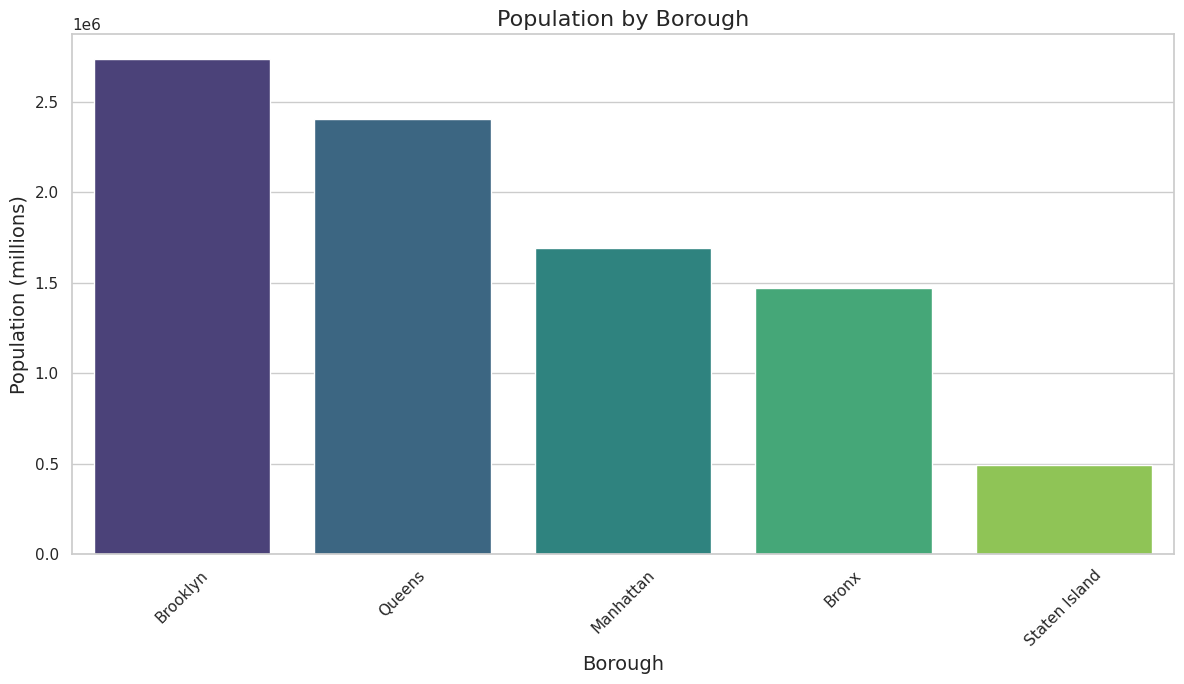 Population by Borough
1e6
Population (millions)
2.5
2.0
1.5
1.0
0.5
0.0
Brooklyn
Queens
Manhattan
Bronx
Staten Island
Borough